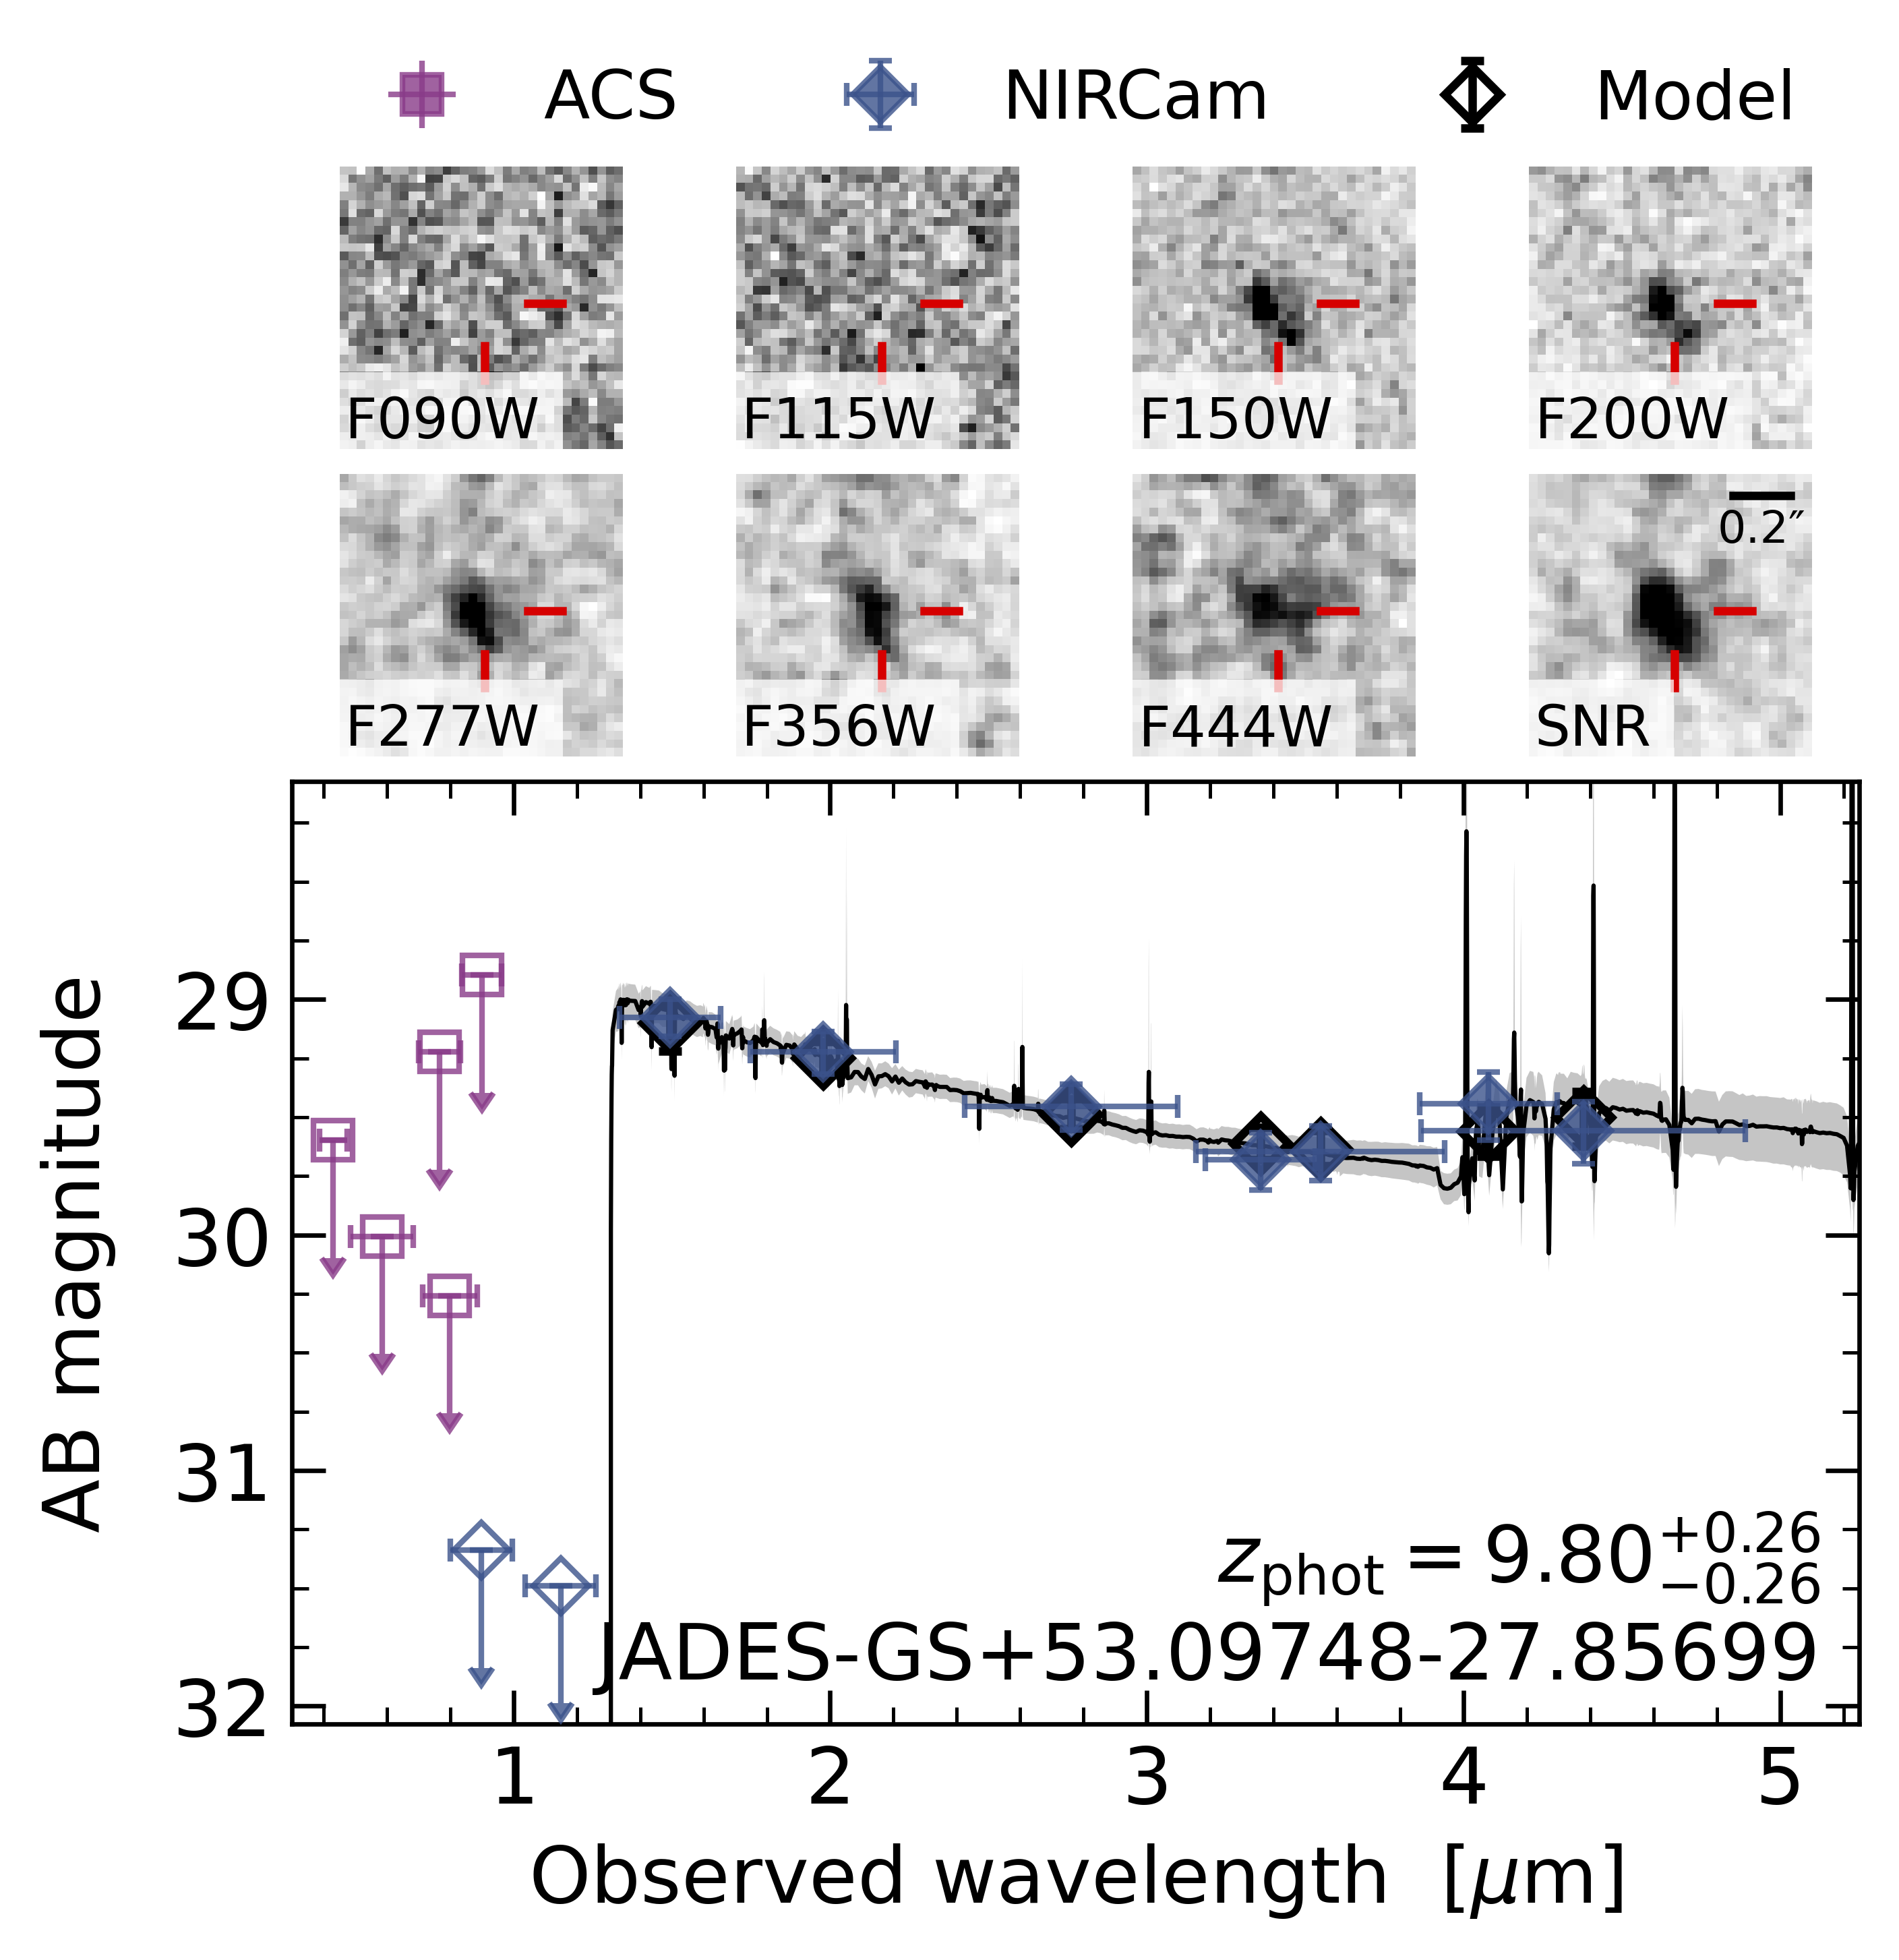 ACS NIRCam Model
F090W F115W F150W F200W
0.2″
F277W F356W F444W SNR
AB magnitude
29
30
31
32
z_phot = 9.80^{+0.26}_{−0.26}
JADES-GS+53.09748-27.85699
1 2 3 4 5
Observed wavelength [μm]